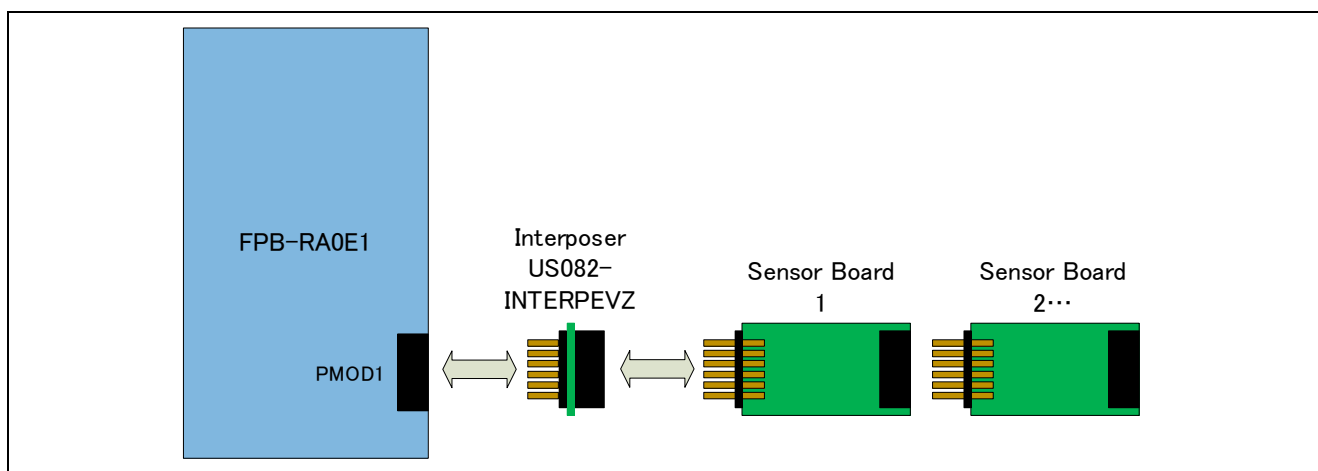 FPB-RA0E1
PMOD1
Interposer
US082-
INTERPEVZ
Sensor Board
1
Sensor Board
2…